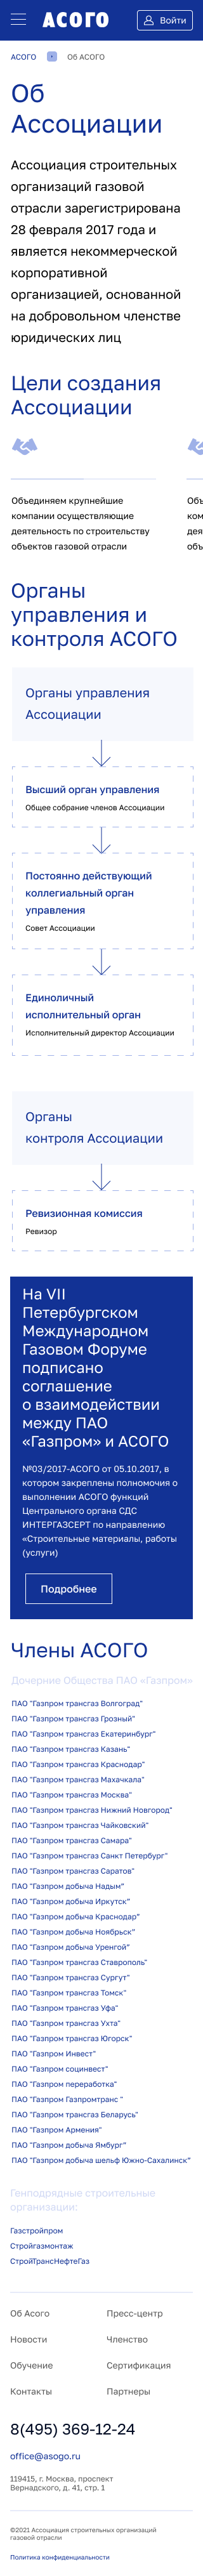 АСОГО
Войти
АСОГО
Об АСОГО
Об
Ассоциации
Ассоциация строительных
организаций газовой
отрасли зарегистрирована
28 февраля 2017 года и
является некоммерческой
корпоративной
организацией, основанной
на добровольном членстве
юридических лиц
Цели создания
Ассоциации
Объединяем крупнейшие
компании осуществляющие
деятельность по строительству
объектов газовой отрасли
Объ
ком
дея
объ
Органы
управления и
контроля АСОГО
Органы управления
Ассоциации
Высший орган управления
Общее собрание членов Ассоциации
Постоянно действующий
коллегиальный орган
управления
Совет Ассоциации
Единоличный
исполнительный орган
Исполнительный директор Ассоциации
Органы
контроля Ассоциации
Ревизионная комиссия
Ревизор
На VII
Петербургском
Международном
Газовом Форуме
подписано
соглашение
о взаимодействии
между ПАО
«Газпром» и АСОГО
№03/2017-АСОГО от 05.10.2017, в
котором закреплены полномочия о
выполнении АСОГО функций
Центрального органа СДС
ИНТЕРГАЗСЕРТ по направлению
«Строительные материалы, работы
(услуги)
Подробнее
Члены АСОГО
Дочерние Общества ПАО «Газпром»
ПАО "Газпром трансгаз Волгоград"
ПАО "Газпром трансгаз Грозный"
ПАО "Газпром трансгаз Екатеринбург"
ПАО "Газпром трансгаз Казань"
ПАО "Газпром трансгаз Краснодар"
ПАО "Газпром трансгаз Махачкала"
ПАО "Газпром трансгаз Москва"
ПАО "Газпром трансгаз Нижний Новгород"
ПАО "Газпром трансгаз Чайковский"
ПАО "Газпром трансгаз Самара"
ПАО "Газпром трансгаз Санкт Петербург"
ПАО "Газпром трансгаз Саратов"
ПАО "Газпром добыча Надым"
ПАО "Газпром добыча Иркутск"
ПАО "Газпром добыча Краснодар"
ПАО "Газпром добыча Ноябрьск"
ПАО "Газпром добыча Уренгой"
ПАО "Газпром трансгаз Ставрополь"
ПАО "Газпром трансгаз Сургут"
ПАО "Газпром трансгаз Томск"
ПАО "Газпром трансгаз Уфа"
ПАО "Газпром трансгаз Ухта"
ПАО "Газпром трансгаз Югорск"
ПАО "Газпром Инвест"
ПАО "Газпром социнвест"
ПАО "Газпром переработка"
ПАО "Газпром Газпромтранс "
ПАО "Газпром трансгаз Беларусь"
ПАО "Газпром Армения"
ПАО "Газпром добыча Ямбург"
ПАО "Газпром добыча шельф Южно-Сахалинск"
Генподрядные строительные
организации:
Газстройпром
Стройгазмонтаж
СтройТрансНефтеГаз
Об Асого
Пресс-центр
Новости
Членство
Обучение
Сертификация
Контакты
Партнеры
8(495) 369-12-24
office@asogo.ru
119415, г. Москва, проспект
Вернадского, д. 41, стр. 1
©2021 Ассоциация строительных организаций
газовой отрасли
Политика конфиденциальности